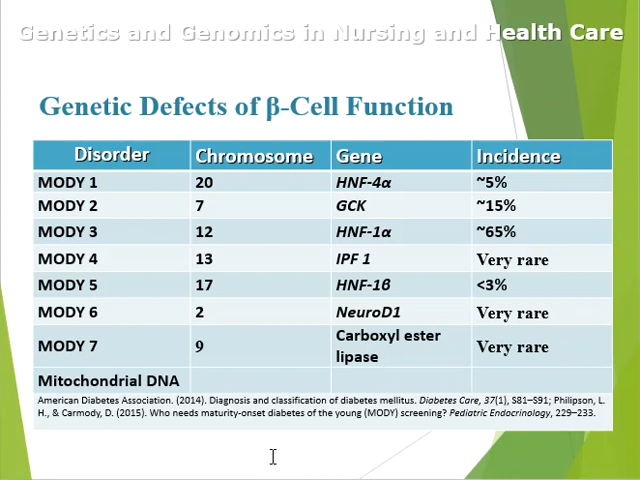 Genetics and Genomics in Nursing and Health Care
Genetic Defects of β-Cell Function
Disorder Chromosome Gene Incidence
MODY 1 20 HNF-4α ~5%
MODY 2 7 GCK ~15%
MODY 3 12 HNF-1α ~65%
MODY 4 13 IPF 1 Very rare
MODY 5 17 HNF-1β <3%
MODY 6 2 NeuroD1 Very rare
MODY 7 9 Carboxyl ester lipase Very rare
Mitochondrial DNA
American Diabetes Association. (2014). Diagnosis and classification of diabetes mellitus. Diabetes Care, 37(1), S81–S91; Philipson, L.
H., & Carmody, D. (2015). Who needs maturity-onset diabetes of the young (MODY) screening? Pediatric Endocrinology, 229–233.